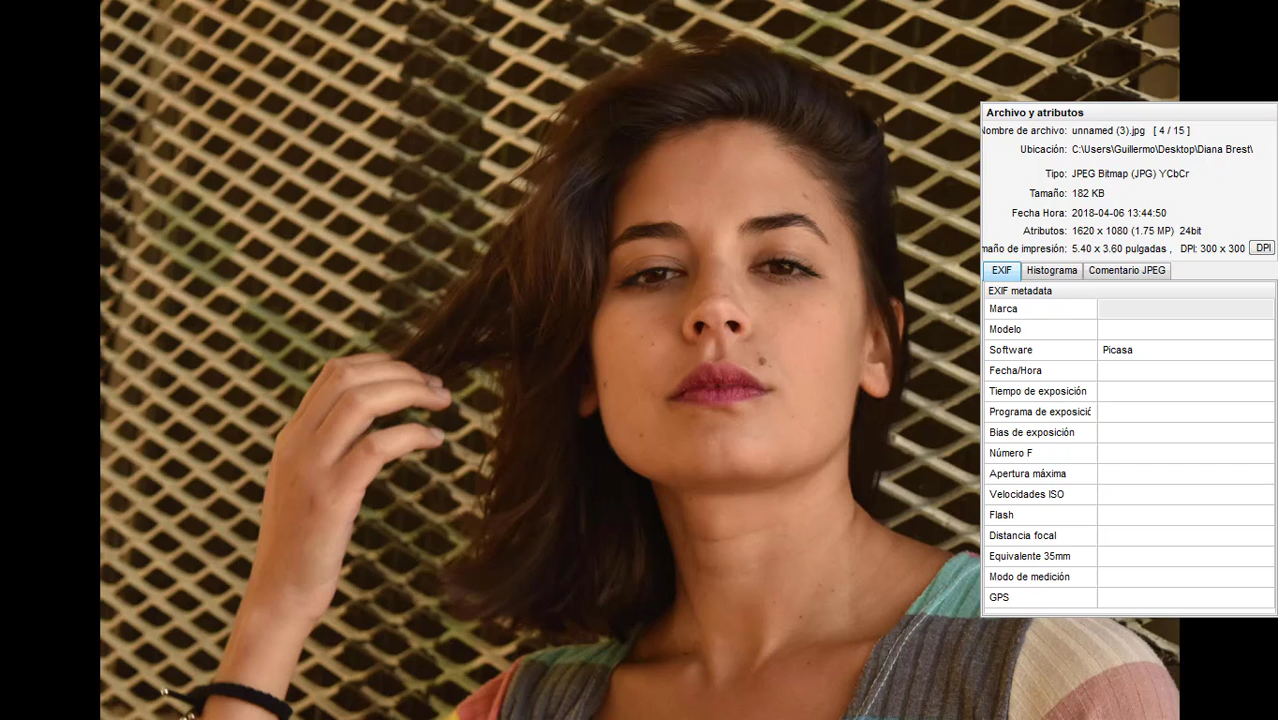 Archivo y atributos
Nombre de archivo: unnamed (3).jpg [ 4 / 15 ]
Ubicación: C:\Users\Guillermo\Desktop\Diana Brest\
Tipo: JPEG Bitmap (JPG) YCbCr
Tamaño: 182 KB
Fecha Hora: 2018-04-06 13:44:50
Atributos: 1620 x 1080 (1.75 MP) 24bit
maño de impresión: 5.40 x 3.60 pulgadas , DPI: 300 x 300 DPI
EXIF Histograma Comentario JPEG
EXIF metadata
Marca
Modelo
Software Picasa
Fecha/Hora
Tiempo de exposición
Programa de exposició
Bias de exposición
Número F
Apertura máxima
Velocidades ISO
Flash
Distancia focal
Equivalente 35mm
Modo de medición
GPS